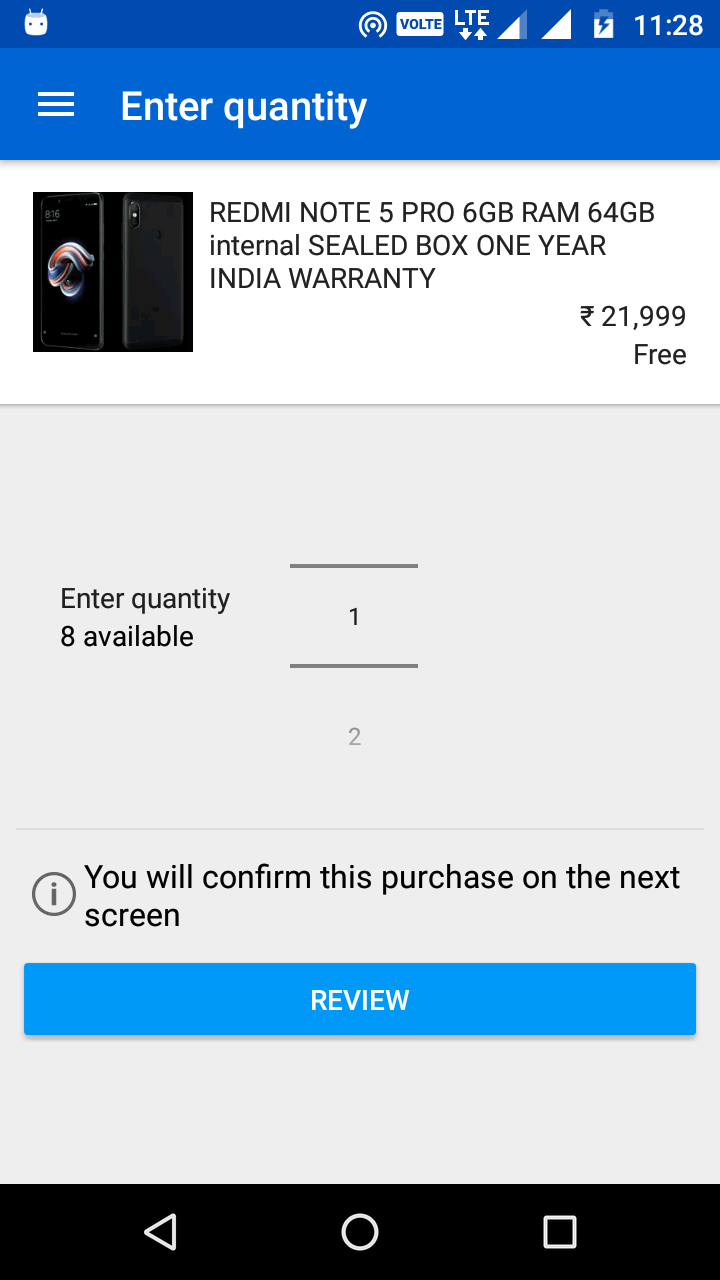 VOLTE LTE 11:28
Enter quantity
8:16
REDMI NOTE 5 PRO 6GB RAM 64GB
internal SEALED BOX ONE YEAR
INDIA WARRANTY
₹ 21,999
Free
Enter quantity
8 available
1
2
You will confirm this purchase on the next
screen
REVIEW